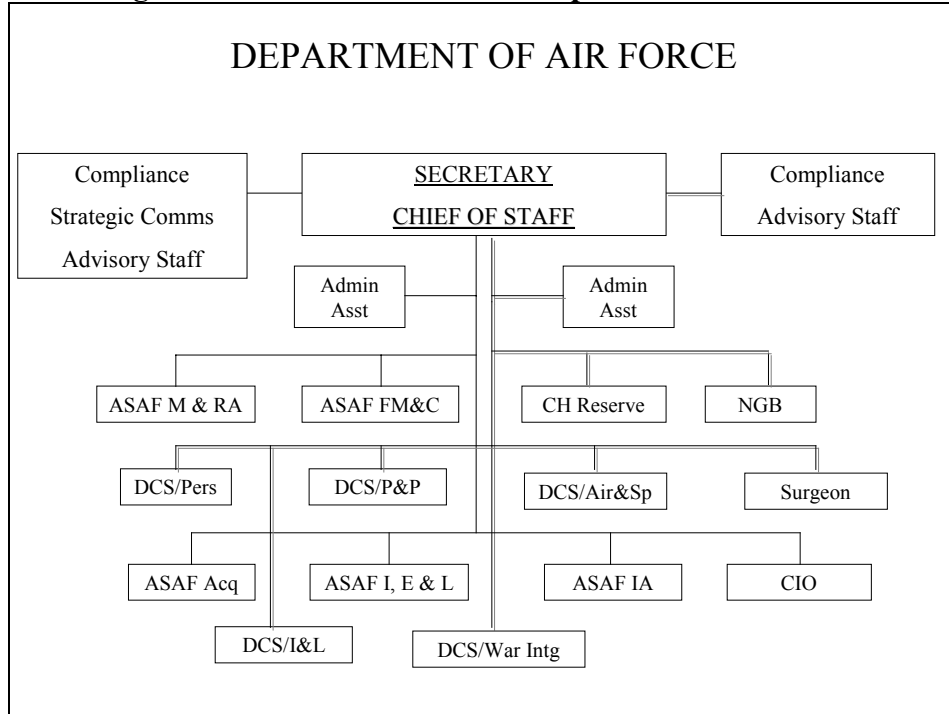 DEPARTMENT OF AIR FORCE
Compliance
Strategic Comms
Advisory Staff
SECRETARY
CHIEF OF STAFF
Compliance
Advisory Staff
Admin
Asst
Admin
Asst
ASAF M & RA
ASAF FM&C
CH Reserve
NGB
DCS/Pers
DCS/P&P
DCS/Air&Sp
Surgeon
ASAF Acq
ASAF I, E & L
ASAF IA
CIO
DCS/I&L
DCS/War Intg